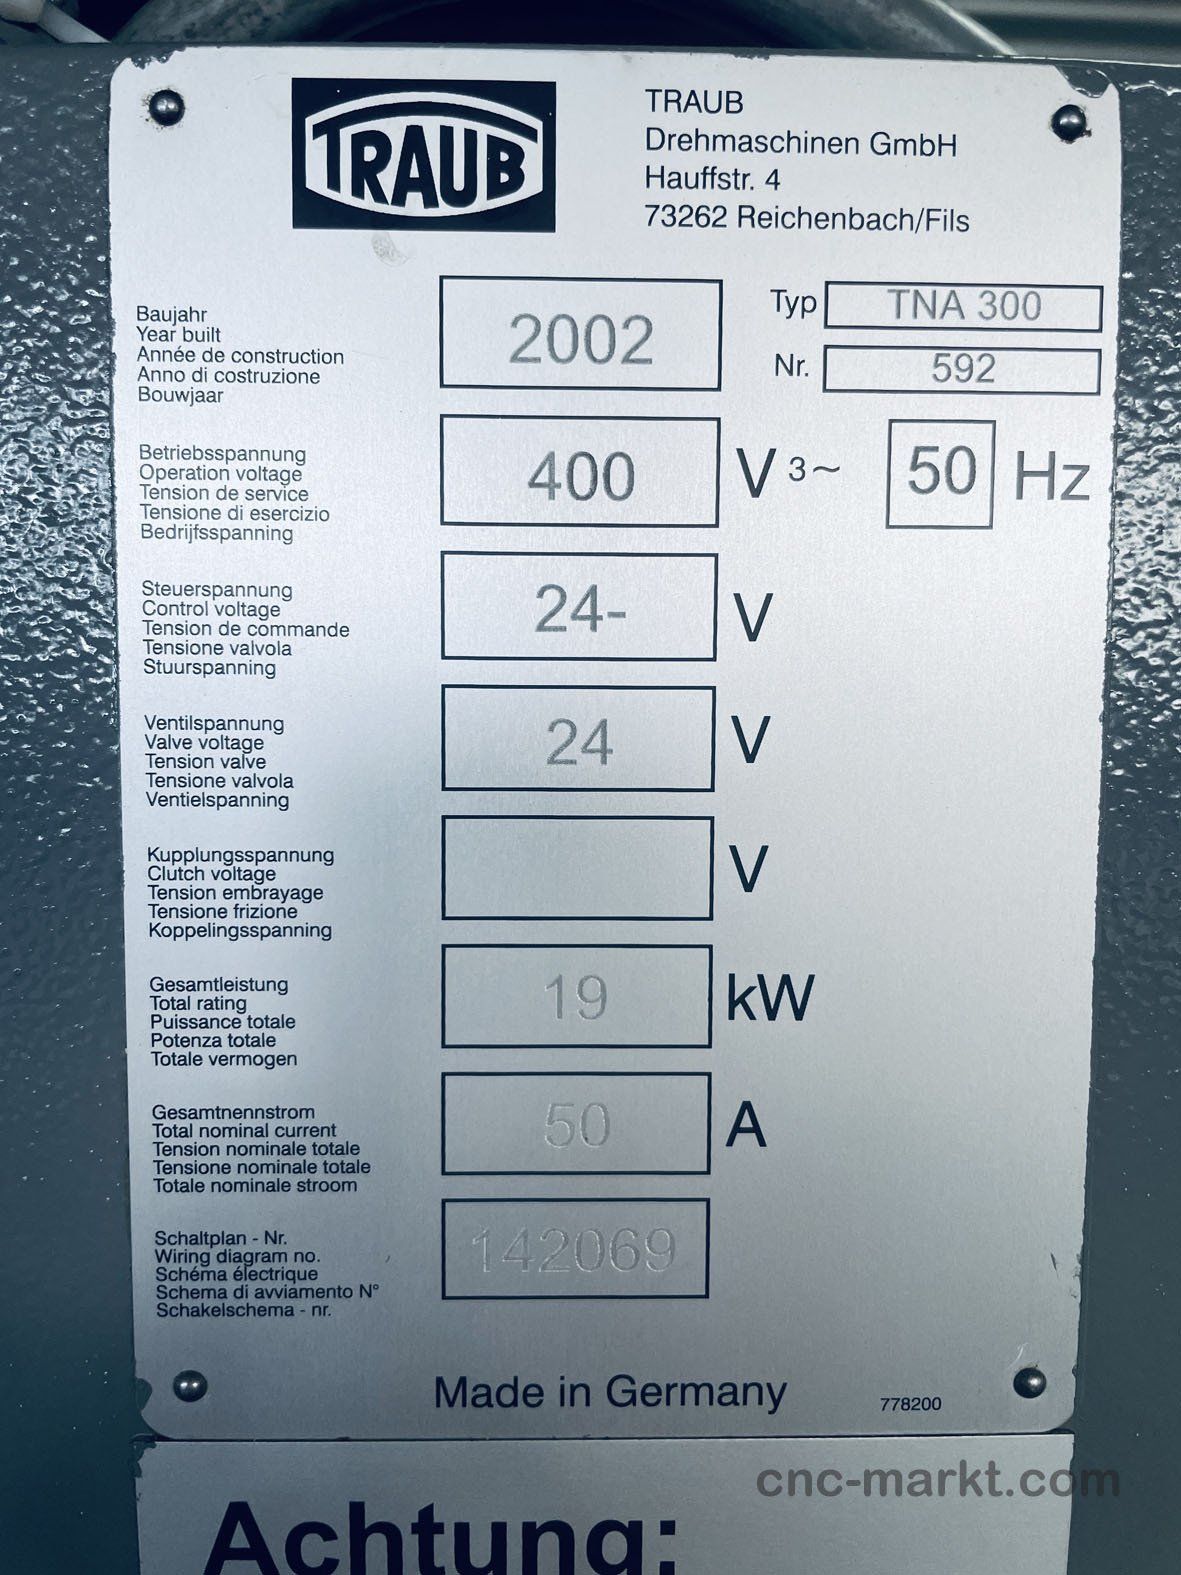 TRAUB
TRAUB
Drehmaschinen GmbH
Hauffstr. 4
73262 Reichenbach/Fils
Baujahr
Year built
Année de construction
Anno di costruzione
Bouwjaar
2002
Typ TNA 300
Nr. 592
Betriebsspannung
Operation voltage
Tension de service
Tensione di esercizio
Bedrijfsspanning
400 V 3~ 50 Hz
Steuerspannung
Control voltage
Tension de commande
Tensione valvola
Stuurspanning
24- V
Ventilspannung
Valve voltage
Tension valve
Tensione valvola
Ventielspanning
24 V
Kupplungsspannung
Clutch voltage
Tension embrayage
Tensione frizione
Koppelingsspanning
V
Gesamtleistung
Total rating
Puissance totale
Potenza totale
Totale vermogen
19 kW
Gesamtnennstrom
Total nominal current
Tension nominale totale
Tensione nominale totale
Totale nominale stroom
50 A
Schaltplan - Nr.
Wiring diagram no.
Schéma électrique
Schema di avviamento N°
Schakelschema - nr.
142069
Made in Germany
778200
cnc-markt.com
Achtung: